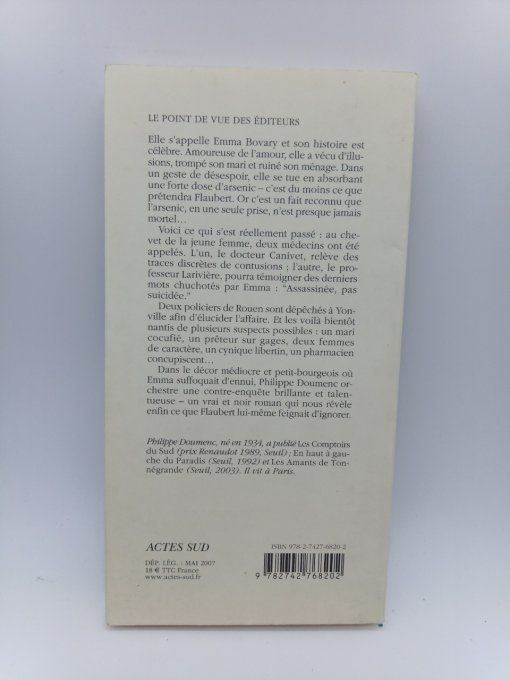 LE POINT DE VUE DES ÉDITEURS
Elle s'appelle Emma Bovary et son histoire est
célèbre. Amoureuse de l'amour, elle a vécu d'illu-
sions, trompé son mari et ruiné son ménage. Dans
un geste de désespoir, elle se tue en absorbant
une forte dose d'arsenic – c'est du moins ce que
prétendra Flaubert. Or c'est un fait reconnu que
l'arsenic, en une seule prise, n'est presque jamais
mortel…
Voici ce qui s'est réellement passé : au che-
vet de la jeune femme, deux médecins ont été
appelés. L'un, le docteur Canivet, relève des
traces discrètes de contusions ; l'autre, le pro-
fesseur Larivière, pourra témoigner des derniers
mots chuchotés par Emma : "Assassinée, pas
suicidée."
Deux policiers de Rouen sont dépêchés à Yon-
ville afin d'élucider l'affaire. Et les voilà bientôt
nantis de plusieurs suspects possibles : un mari
cocufié, un prêteur sur gages, deux femmes
de caractère, un cynique libertin, un pharmacien
concupiscent…
Dans le décor médiocre et petit-bourgeois où
Emma suffoquait d'ennui, Philippe Doumenc or-
chestre une contre-enquête brillante et talen-
tueuse – un vrai et noir roman qui nous révèle
enfin ce que Flaubert lui-même feignait d'ignorer.
Philippe Doumenc, né en 1934, a publié Les Comptoirs
du Sud (prix Renaudot 1989, Seuil) ; En haut à gau-
che du Paradis (Seuil, 1992) et Les Amants de Ton-
négrande (Seuil, 2003). Il vit à Paris.
ACTES SUD
DÉP. LÉG. : MAI 2007
18 € TTC France
www.actes-sud.fr
ISBN 978-2-7427-6820-2
9 782742 768202